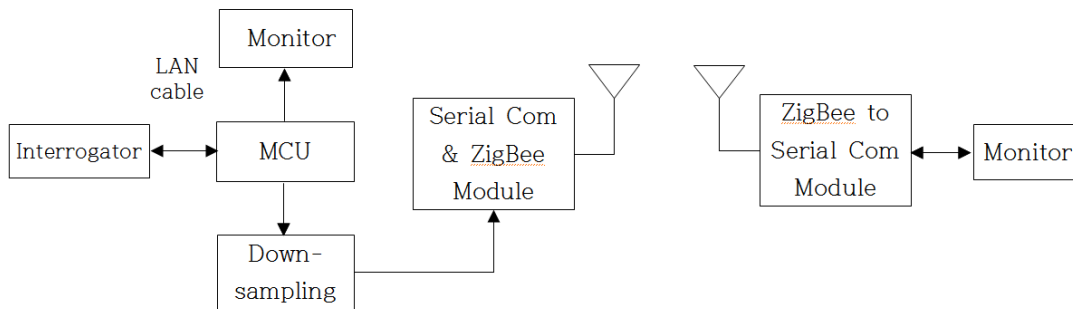 Monitor
LAN
cable
Interrogator
MCU
Down-
sampling
Serial Com
& ZigBee
Module
ZigBee to
Serial Com
Module
Monitor